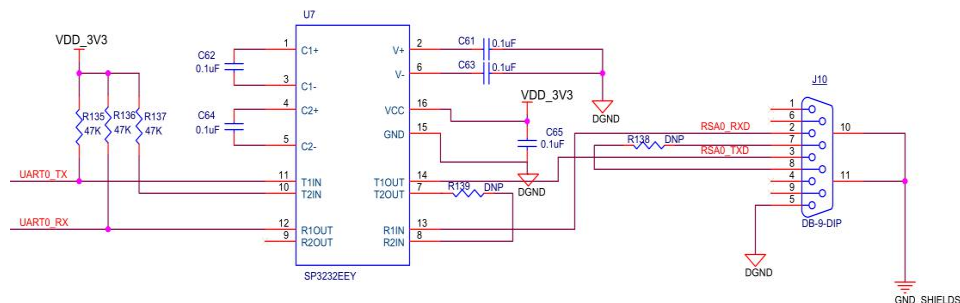 U7
VDD_3V3
1 C1+ V+ 2 C61 0.1uF
C62
0.1uF
3 C1- V- 6 C63 0.1uF
J10
4 C2+ VDD_3V3 DGND
R135 R136 R137
47K 47K 47K
C64
0.1uF
VCC 16
1
6
5 C2- GND 15 C65
0.1uF
RSA0_RXD 2 10
R138 DNP 7
DGND RSA0_TXD 3
8
UART0_TX 11 T1IN T1OUT 14
10 T2IN T2OUT 7 R139 DNP
4 11
9
5
UART0_RX 12 R1OUT R1IN 13
9 R2OUT R2IN 8
DB-9-DIP
DGND
SP3232EEY
GND_SHIELDS